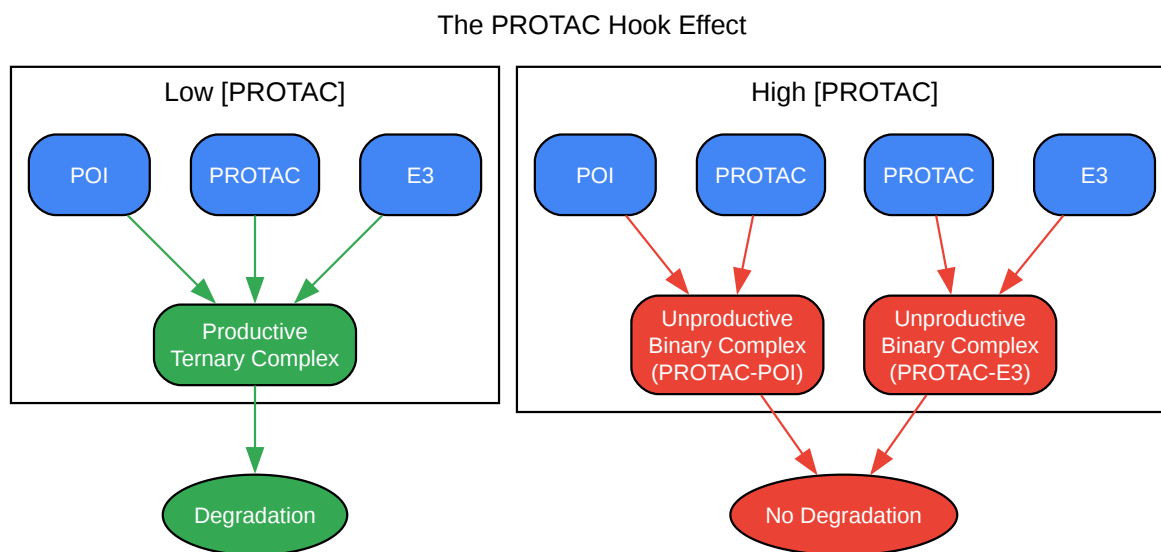 The PROTAC Hook Effect
Low [PROTAC]
POI
PROTAC
E3
Productive
Ternary Complex
Degradation
High [PROTAC]
POI
PROTAC
PROTAC
E3
Unproductive
Binary Complex
(PROTAC-POI)
Unproductive
Binary Complex
(PROTAC-E3)
No Degradation